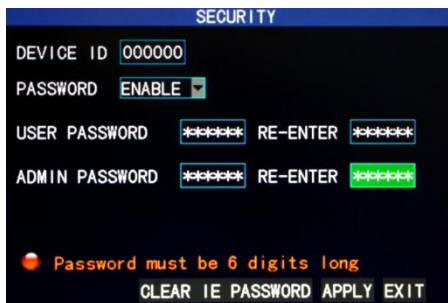 SECURITY
DEVICE ID 000000
PASSWORD ENABLE
USER PASSWORD ****** RE-ENTER ******
ADMIN PASSWORD ****** RE-ENTER ******
Password must be 6 digits long
CLEAR IE PASSWORD APPLY EXIT